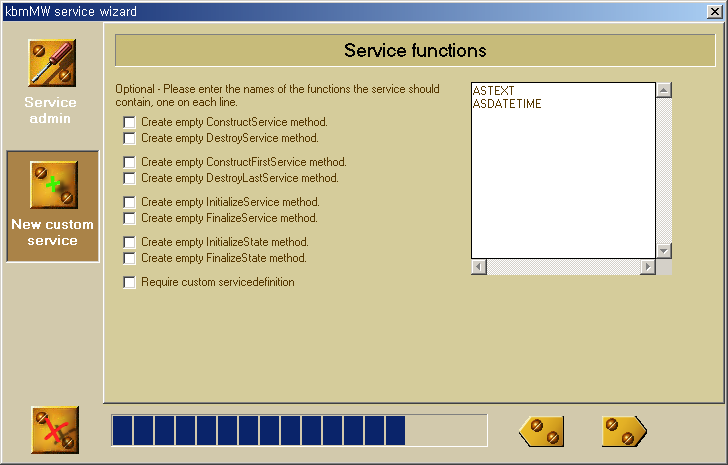 kbmMW service wizard
Service functions
Service
admin
New custom
service
Optional - Please enter the names of the functions the service should
contain, one on each line.
Create empty ConstructService method.
Create empty DestroyService method.
Create empty ConstructFirstService method.
Create empty DestroyLastService method.
Create empty InitializeService method.
Create empty FinalizeService method.
Create empty InitializeState method.
Create empty FinalizeState method.
Require custom servicedefinition
ASTEXT
ASDATETIME